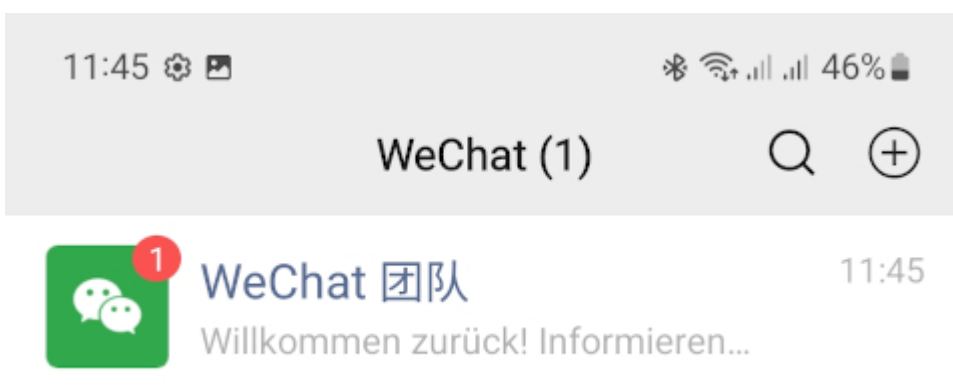 11:45 46%
WeChat (1)
1
WeChat 团队 11:45
Willkommen zurück! Informieren...